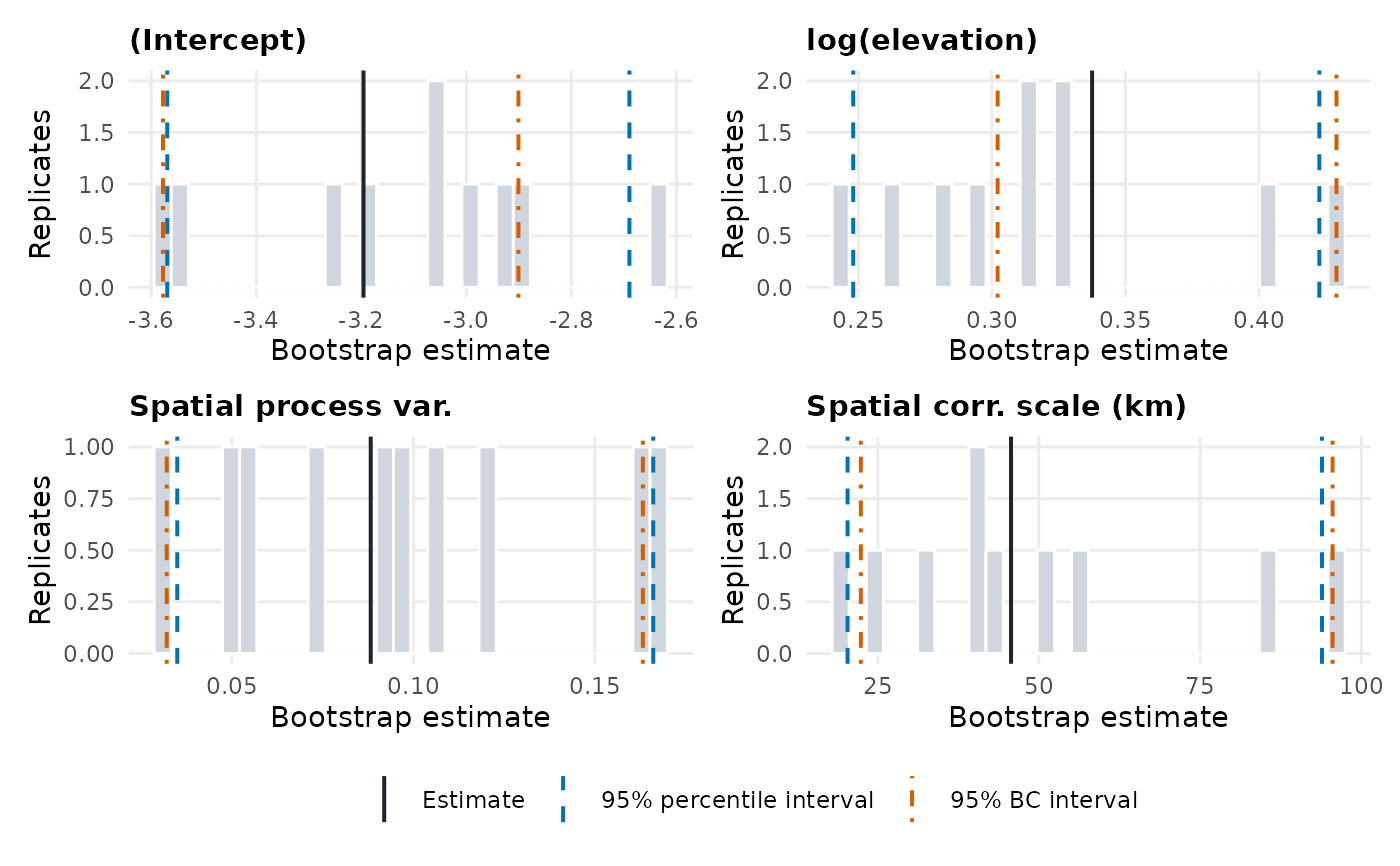 (Intercept)
2.0
1.5
1.0
0.5
0.0
Replicates
-3.6 -3.4 -3.2 -3.0 -2.8 -2.6
Bootstrap estimate
log(elevation)
2.0
1.5
1.0
0.5
0.0
Replicates
0.25 0.30 0.35 0.40
Bootstrap estimate
Spatial process var.
1.00
0.75
0.50
0.25
0.00
Replicates
0.05 0.10 0.15
Bootstrap estimate
Spatial corr. scale (km)
2.0
1.5
1.0
0.5
0.0
Replicates
25 50 75 100
Bootstrap estimate
Estimate 95% percentile interval 95% BC interval